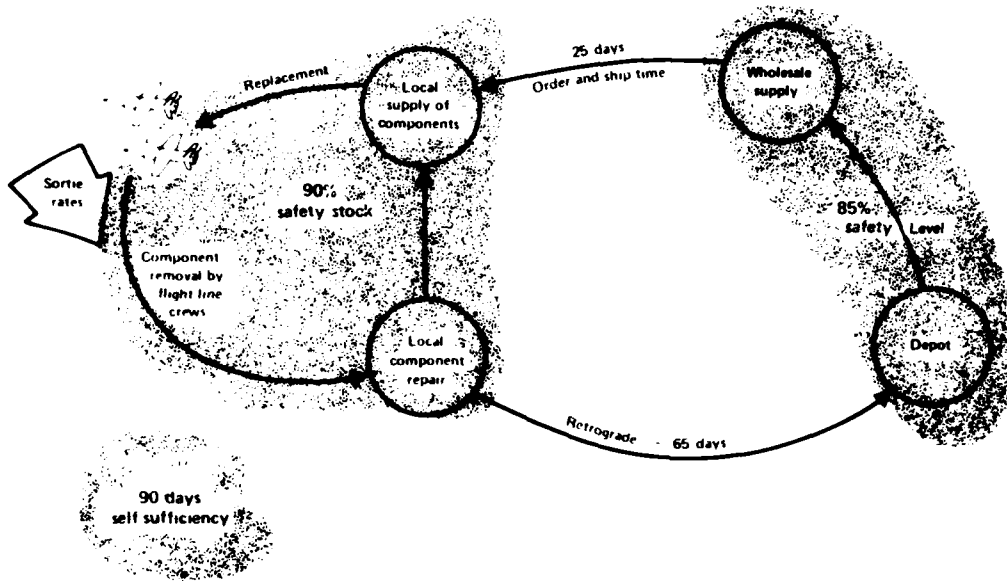 Replacement
Local
supply of
components
25 days
Order and ship time
Wholesale
supply
Sortie
rates
90%
safety stock
85%
safety Level
Component
removal by
flight line
crews
Local
component
repair
Depot
Retrograde - 65 days
90 days
self sufficiency